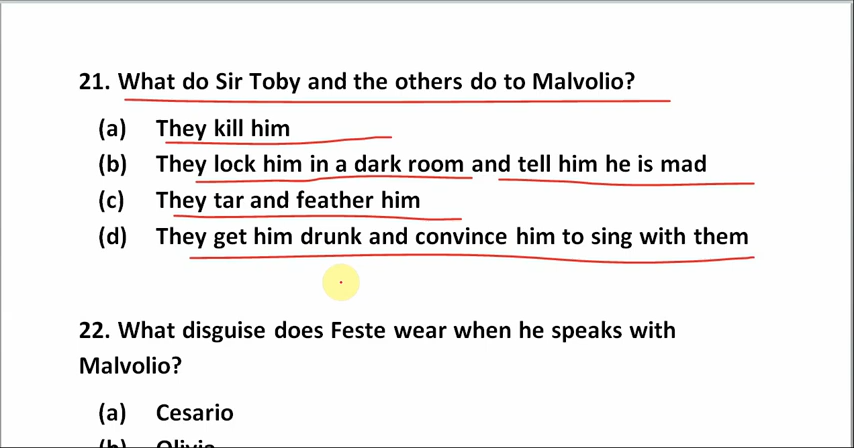 21. What do Sir Toby and the others do to Malvolio?
(a) They kill him
(b) They lock him in a dark room and tell him he is mad
(c) They tar and feather him
(d) They get him drunk and convince him to sing with them
22. What disguise does Feste wear when he speaks with
Malvolio?
(a) Cesario
(b) Olivia